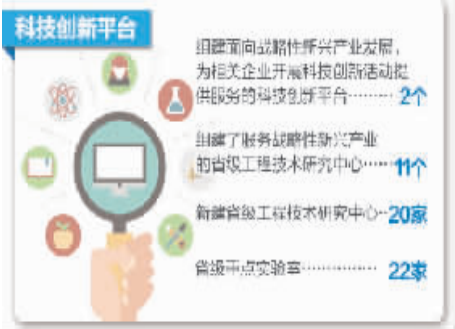 科技创新平台
组建面向战略性新兴产业发展，
为相关企业开展科技创新活动提
供服务的科技创新平台……… 2个
组建了服务战略性新兴产业
的省级工程技术研究中心……11个
新建省级工程技术研究中心··20家
省级重点实验室…………… 22家